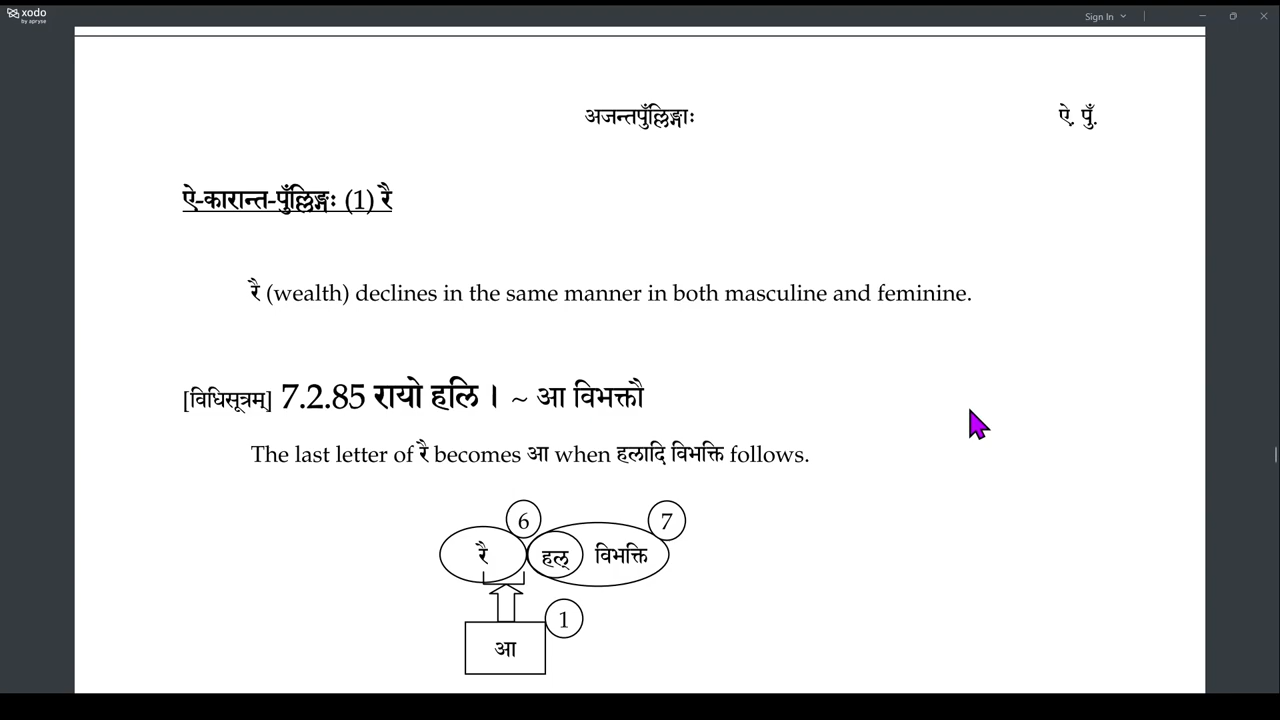 xodo
by apryse
Sign In
अजन्तपुँल्लिङ्गाः ऐ. पुँ.
ऐ-कारान्त-पुँल्लिङ्गः (1) रै
रै (wealth) declines in the same manner in both masculine and feminine.
[विधिसूत्रम्] 7.2.85 रायो हलि । ~ आ विभक्तौ
The last letter of रै becomes आ when हलादि विभक्ति follows.
6 7
रै हल् विभक्ति
1
आ